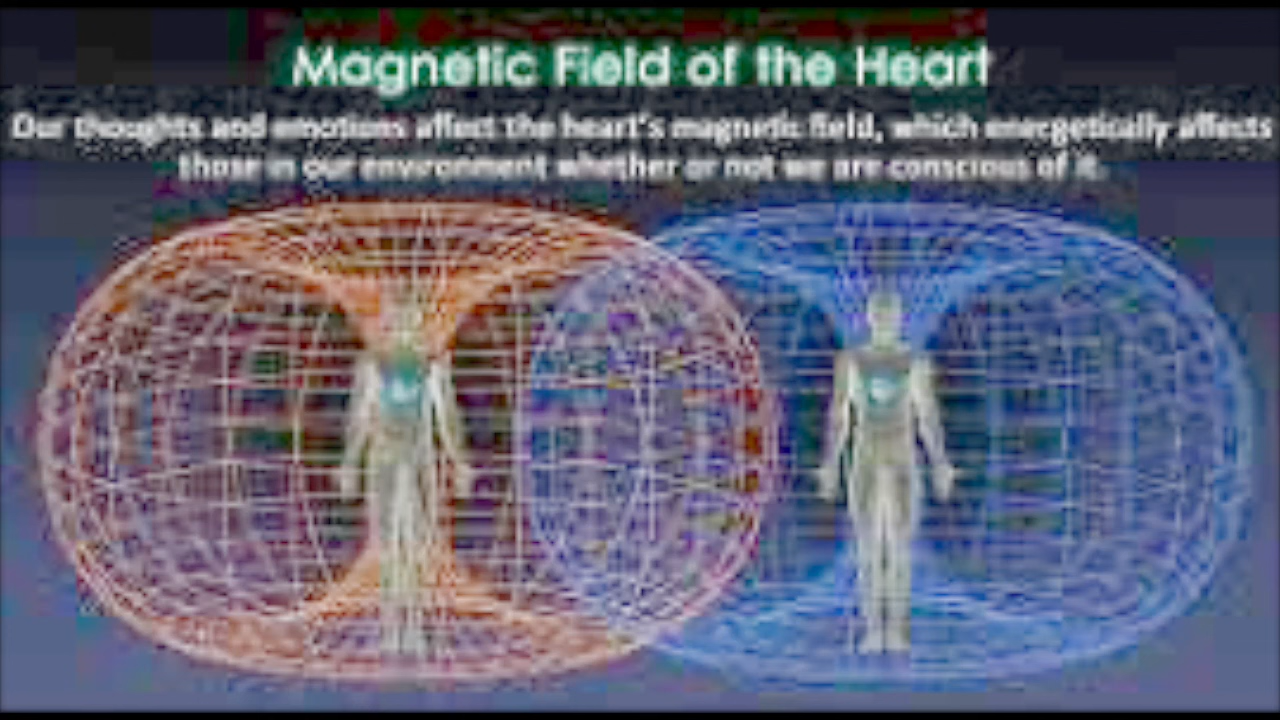 Magnetic Field of the Heart
Our thoughts and emotions affect the heart's magnetic field, which energetically affects
those in our environment whether or not we are conscious of it.